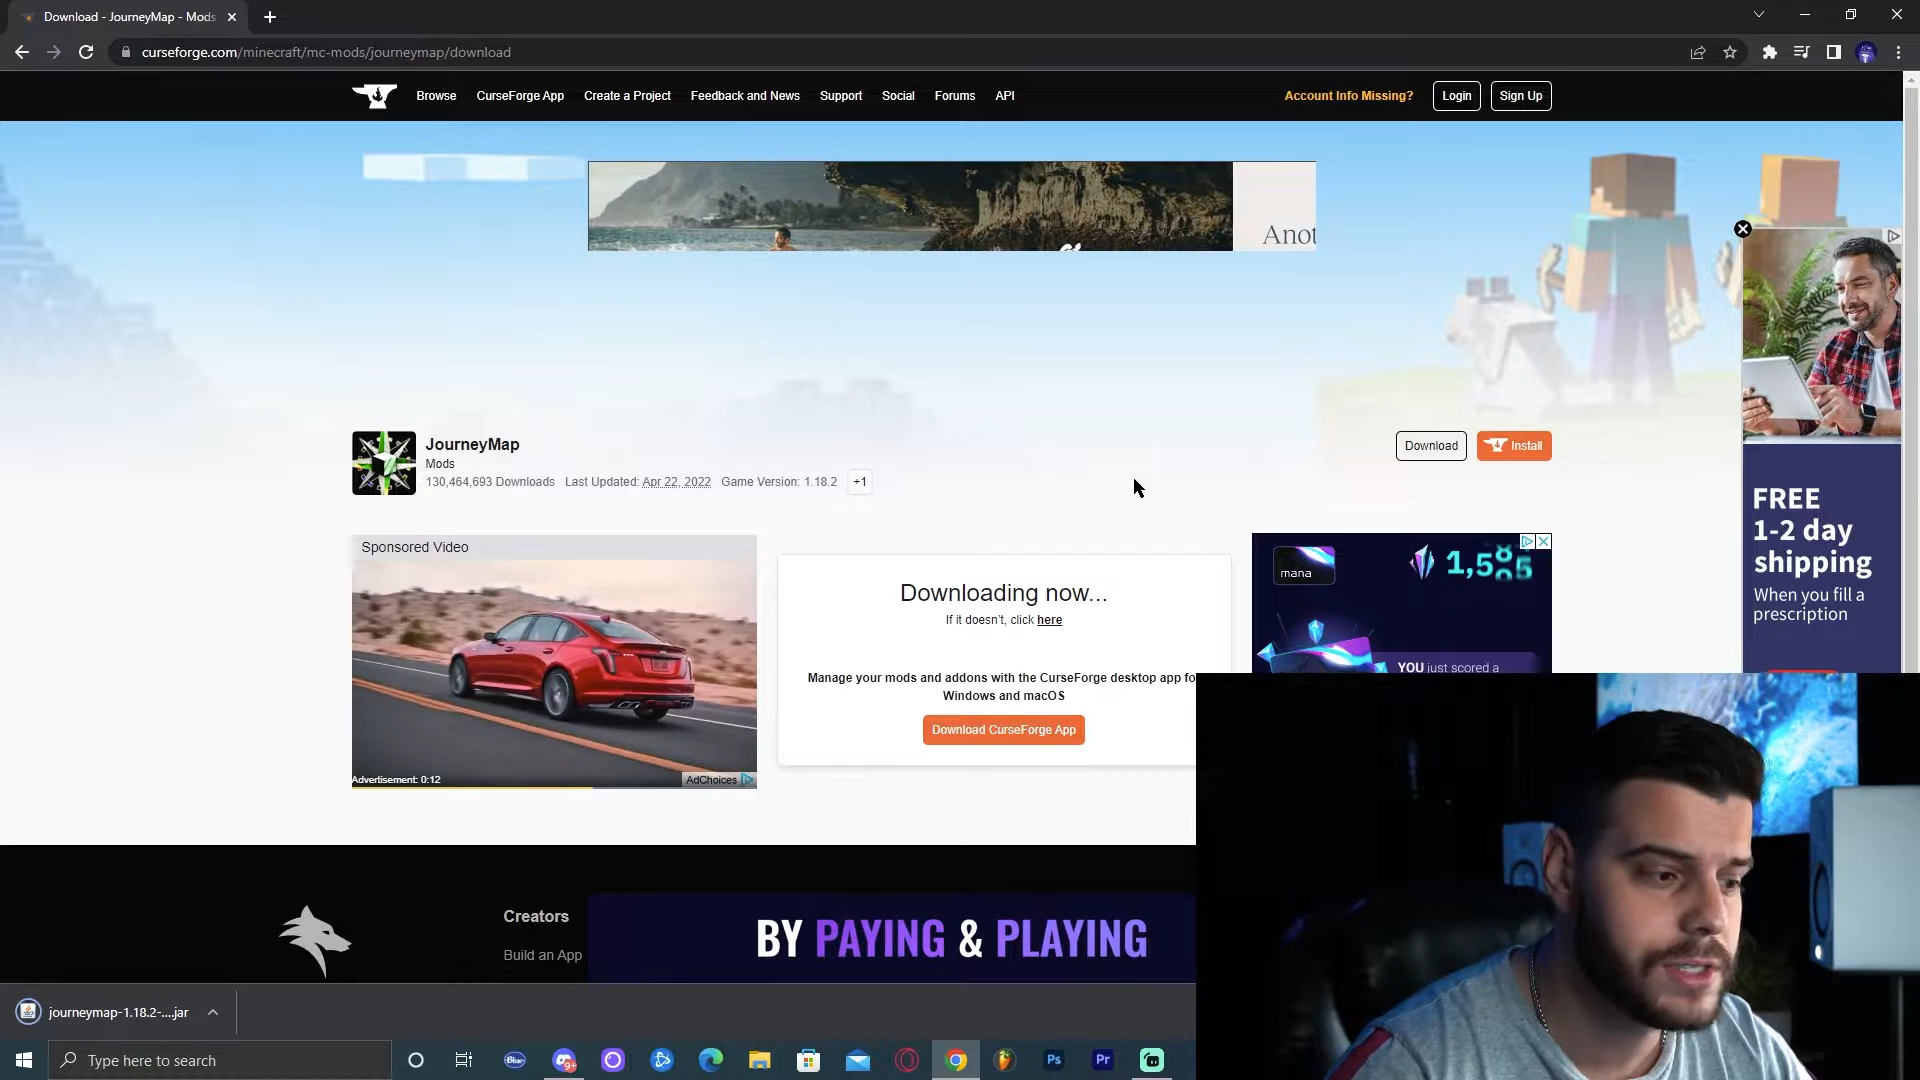 Download - JourneyMap - Mods
curseforge.com/minecraft/mc-mods/journeymap/download
Browse CurseForge App Create a Project Feedback and News Support Social Forums API Account Info Missing? Login Sign Up
Anot
JourneyMap
Mods
130,464,693 Downloads Last Updated: Apr 22, 2022 Game Version: 1.18.2 +1
Download Install
Sponsored Video
Advertisement: 0:12
AdChoices
Downloading now...
If it doesn't, click here
Manage your mods and addons with the CurseForge desktop app fo
Windows and macOS
Download CurseForge App
mana
YOU just scored a
FREE
1-2 day
shipping
When you fill a
prescription
Creators
Build an App
BY PAYING & PLAYING
journeymap-1.18.2-....jar
Type here to search
Blue
9+
Ps
Pr